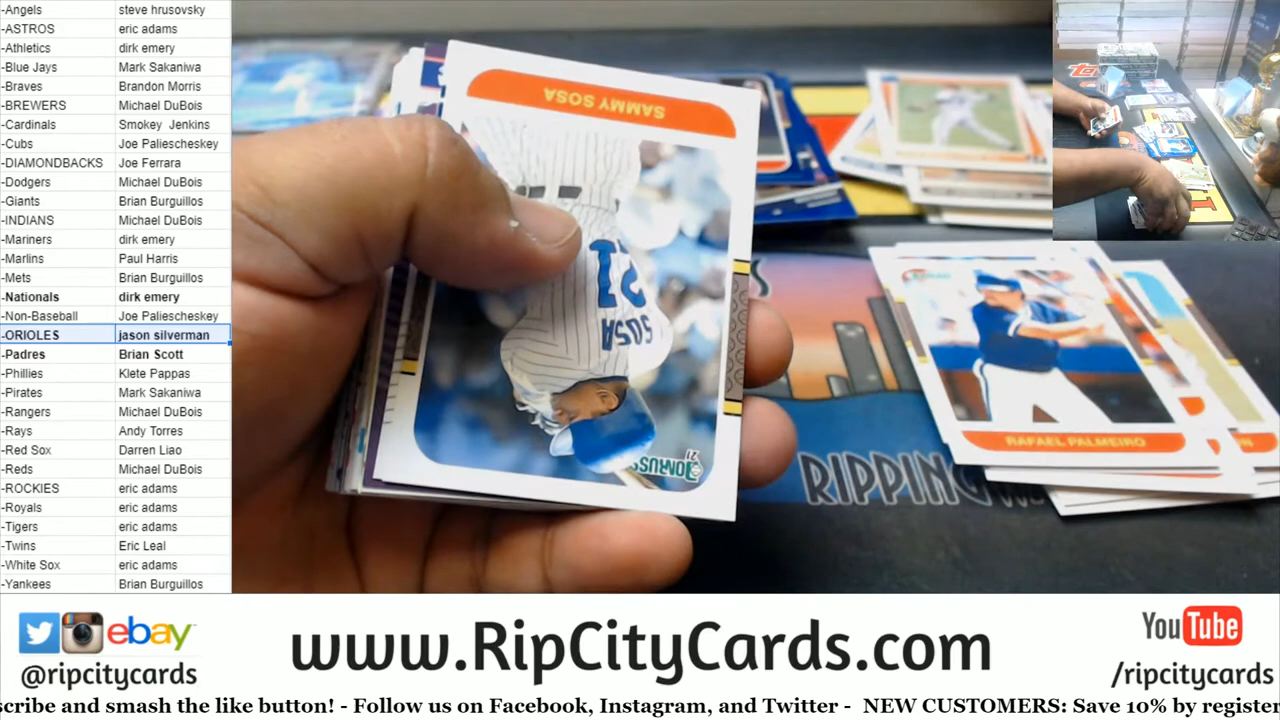 -Angels steve hrusovsky
-ASTROS eric adams
-Athletics dirk emery
-Blue Jays Mark Sakaniwa
-Braves Brandon Morris
-BREWERS Michael DuBois
-Cardinals Smokey Jenkins
-Cubs Joe Paliescheskey
-DIAMONDBACKS Joe Ferrara
-Dodgers Michael DuBois
-Giants Brian Burguillos
-INDIANS Michael DuBois
-Mariners dirk emery
-Marlins Paul Harris
-Mets Brian Burguillos
-Nationals dirk emery
-Non-Baseball Joe Paliescheskey
-ORIOLES jason silverman
-Padres Brian Scott
-Phillies Klete Pappas
-Pirates Mark Sakaniwa
-Rangers Michael DuBois
-Rays Andy Torres
-Red Sox Darren Liao
-Reds Michael DuBois
-ROCKIES eric adams
-Royals eric adams
-Tigers eric adams
-Twins Eric Leal
-White Sox eric adams
-Yankees Brian Burguillos
SAMMY SOSA
21
SOSA
DONRUSS
21
RAFAEL PALMEIRO
RIPPING
ebay
@ripcitycards
www.RipCityCards.com
YouTube
/ripcitycards
scribe and smash the like button! - Follow us on Facebook, Instagram, and Twitter - NEW CUSTOMERS: Save 10% by register